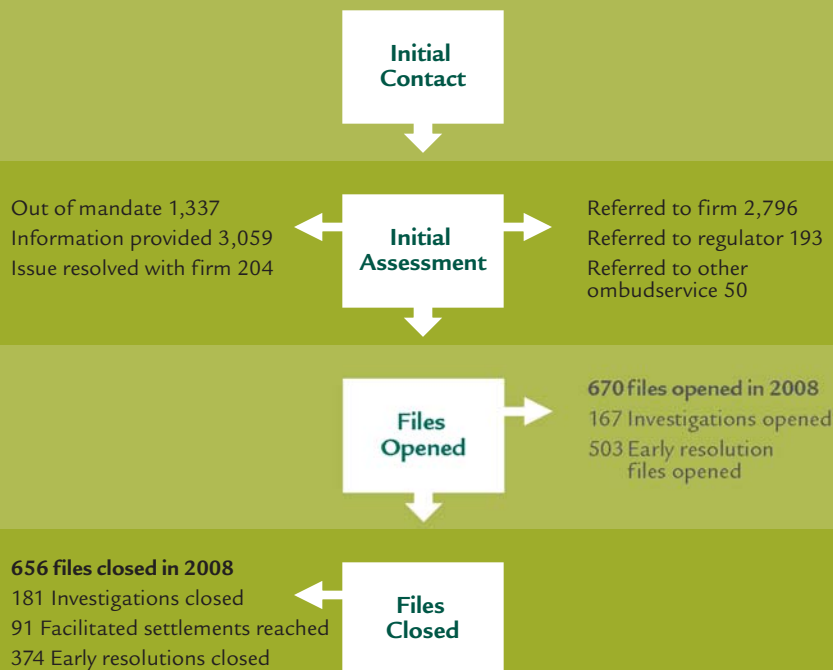 Initial
Contact
Out of mandate 1,337
Information provided 3,059
Issue resolved with firm 204
Initial
Assessment
Referred to firm 2,796
Referred to regulator 193
Referred to other
ombudservice 50
Files
Opened
670 files opened in 2008
167 Investigations opened
503 Early resolution
files opened
656 files closed in 2008
181 Investigations closed
91 Facilitated settlements reached
374 Early resolutions closed
Files
Closed